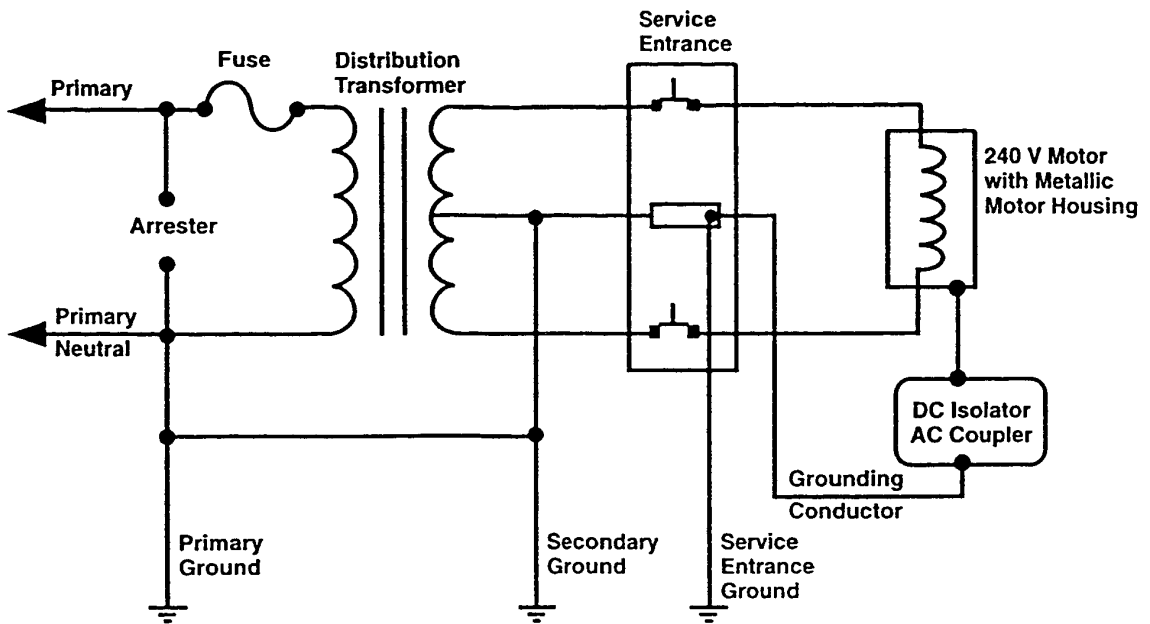 Service
Entrance
Fuse
Distribution
Transformer
Primary
240 V Motor
with Metallic
Motor Housing
Arrester
Primary
Neutral
DC Isolator
AC Coupler
Grounding
Conductor
Primary
Ground
Secondary
Ground
Service
Entrance
Ground